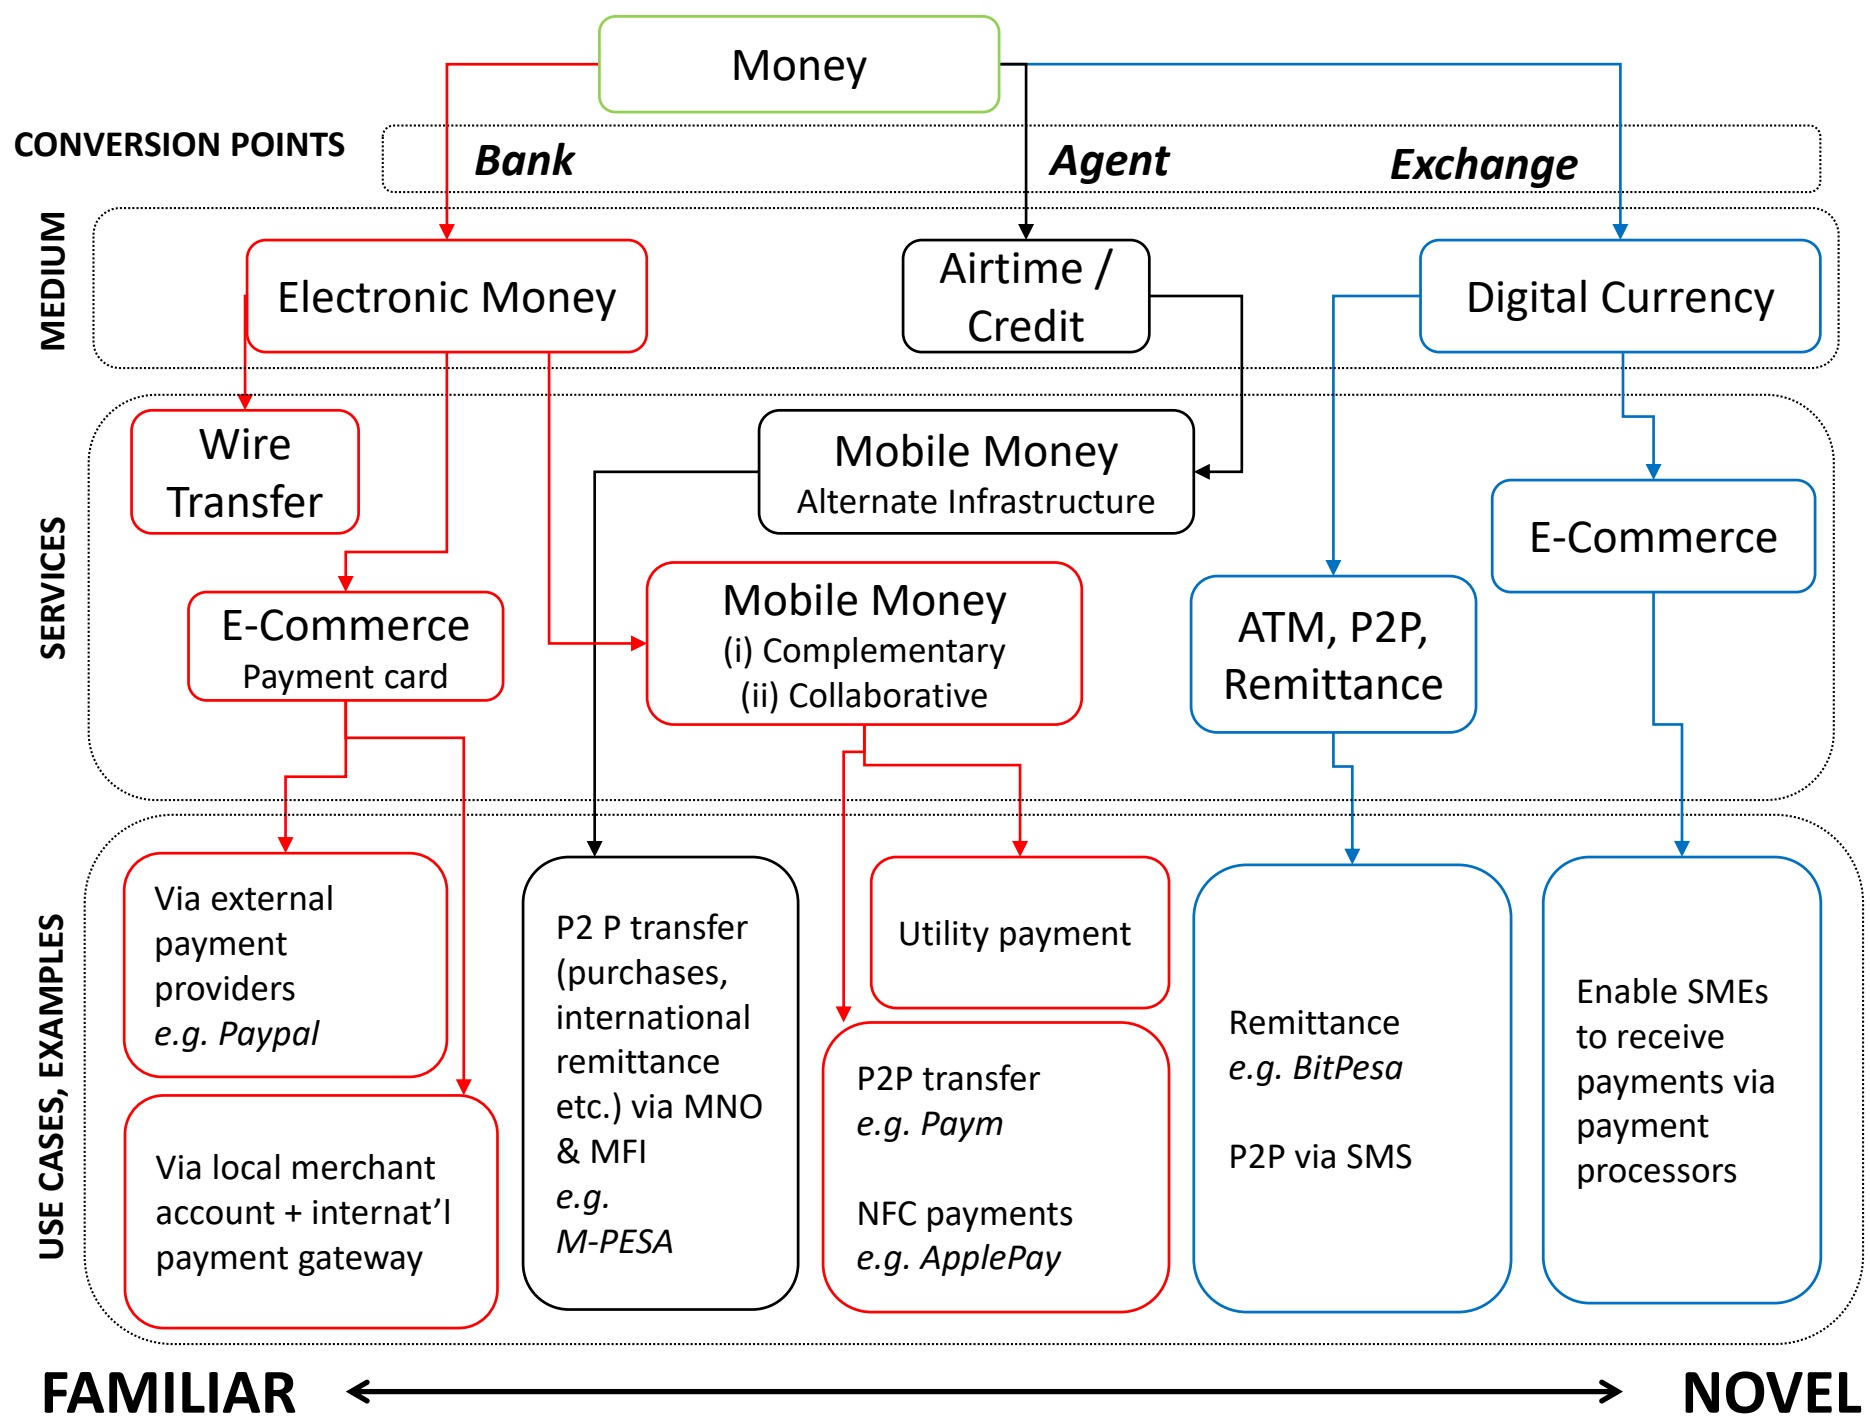 Money
CONVERSION POINTS
Bank
Agent
Exchange
MEDIUM
Electronic Money
Airtime /
Credit
Digital Currency
SERVICES
Wire
Transfer
Mobile Money
Alternate Infrastructure
E-Commerce
E-Commerce
Payment card
Mobile Money
(i) Complementary
(ii) Collaborative
ATM, P2P,
Remittance
USE CASES, EXAMPLES
Via external
payment
providers
e.g. Paypal
Via local merchant
account + internat’l
payment gateway
P2 P transfer
(purchases,
international
remittance
etc.) via MNO
& MFI
e.g.
M-PESA
Utility payment
P2P transfer
e.g. Paym
NFC payments
e.g. ApplePay
Remittance
e.g. BitPesa
P2P via SMS
Enable SMEs
to receive
payments via
payment
processors
FAMILIAR
NOVEL